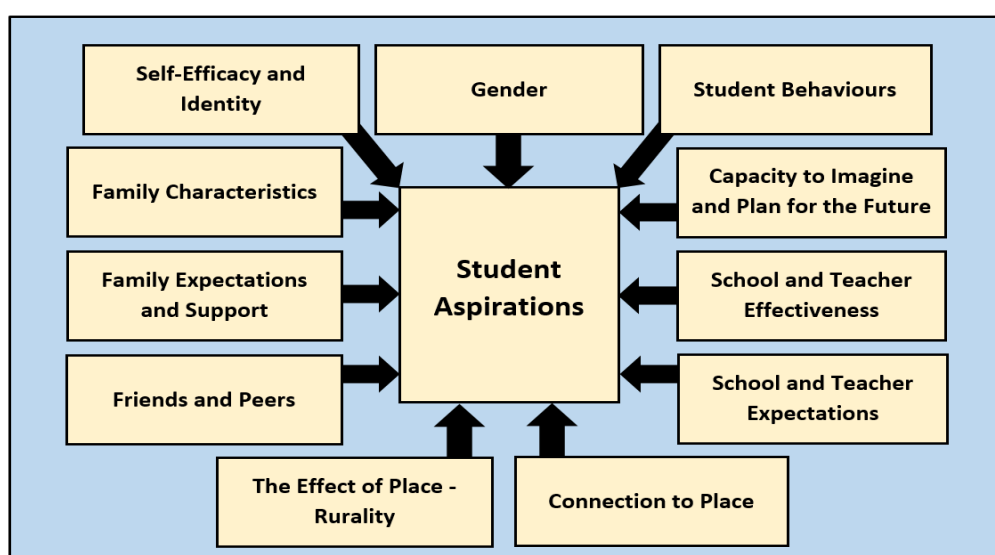 Self-Efficacy and
Identity
Gender
Student Behaviours
Family Characteristics
Capacity to Imagine
and Plan for the Future
Student
Aspirations
Family Expectations
and Support
School and Teacher
Effectiveness
Friends and Peers
School and Teacher
Expectations
The Effect of Place -
Rurality
Connection to Place